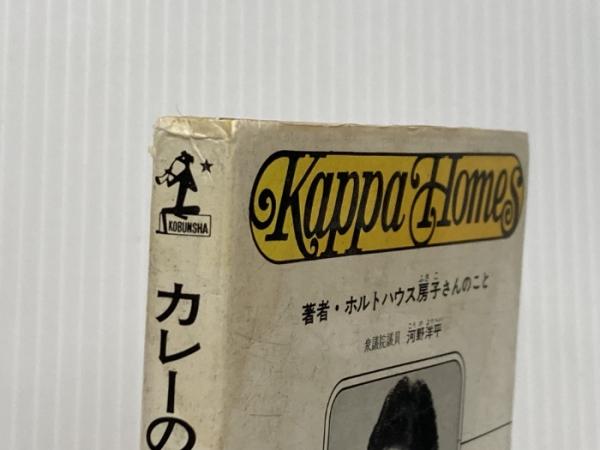 KOBUNSHA
カレーの
Kappa Homes
著者・ホルトハウス房子さんのこと
衆議院議員 河野洋平